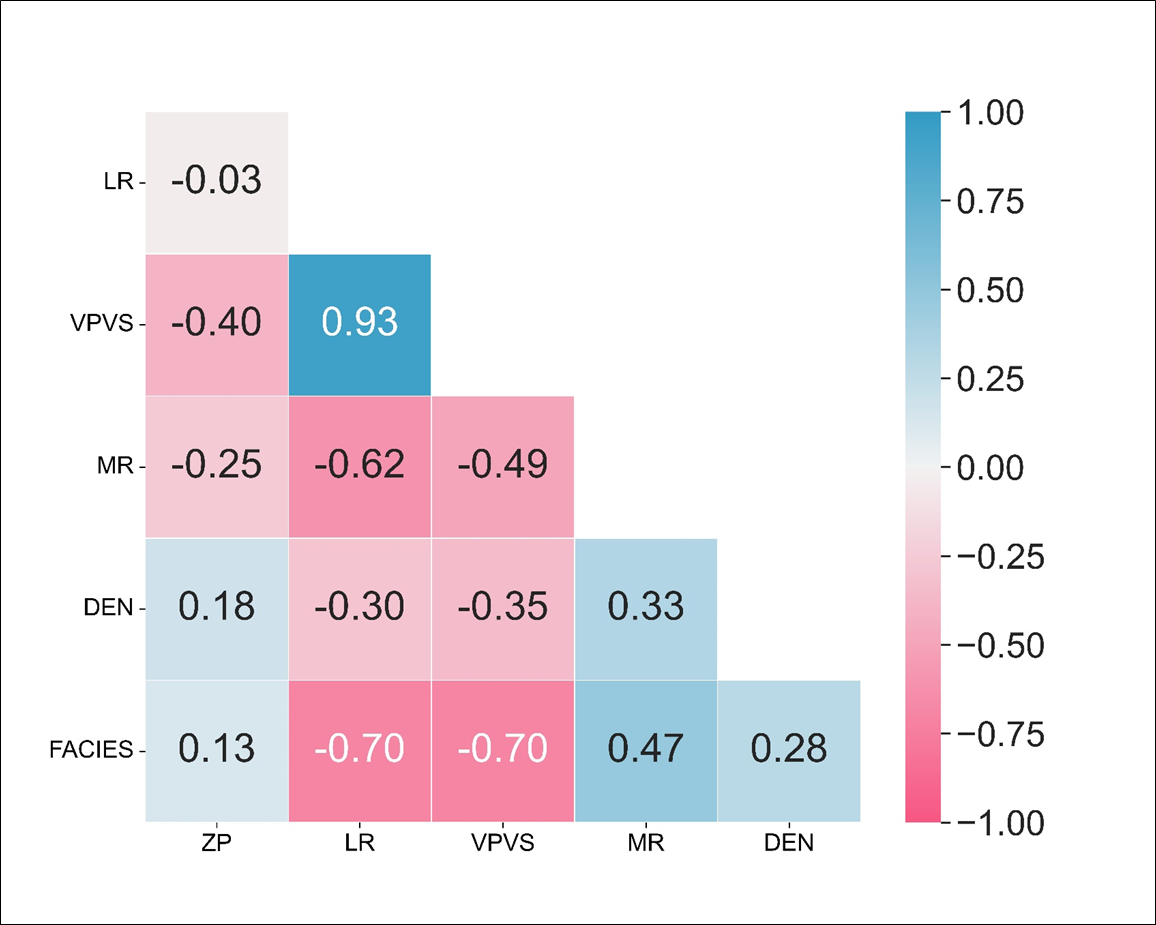 1.00
LR -0.03
0.75
VPVS -0.40 0.93
0.50
0.25
MR -0.25 -0.62 -0.49
0.00
−0.25
DEN 0.18 -0.30 -0.35 0.33
−0.50
−0.75
FACIES 0.13 -0.70 -0.70 0.47 0.28
−1.00
ZP LR VPVS MR DEN